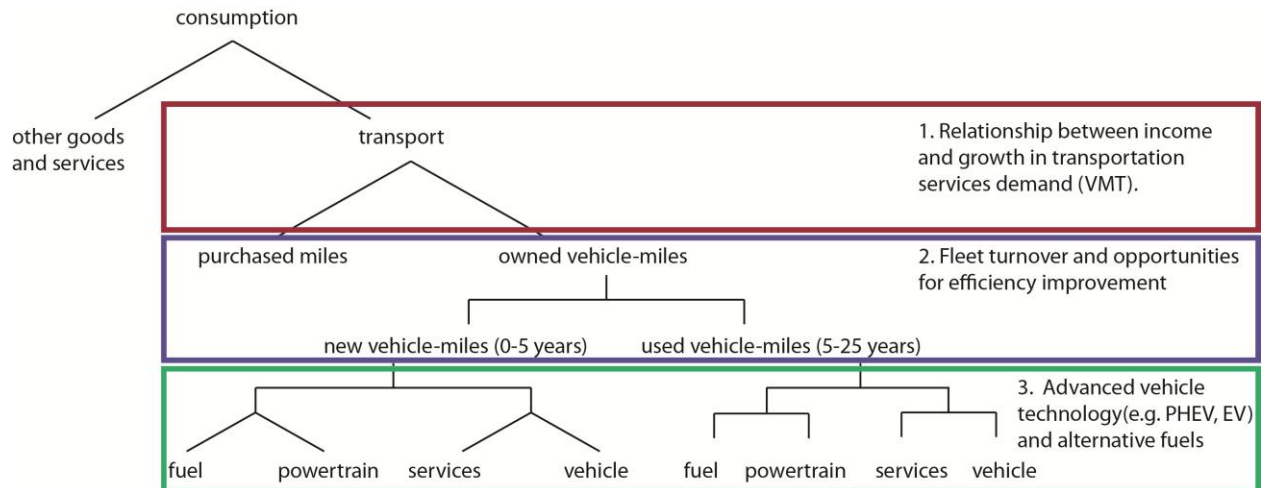 consumption
other goods
and services
transport
1. Relationship between income
and growth in transportation
services demand (VMT).
purchased miles
owned vehicle-miles
2. Fleet turnover and opportunities
for efficiency improvement
new vehicle-miles (0-5 years)
used vehicle-miles (5-25 years)
3. Advanced vehicle
technology(e.g. PHEV, EV)
and alternative fuels
fuel
powertrain
services
vehicle
fuel
powertrain
services
vehicle